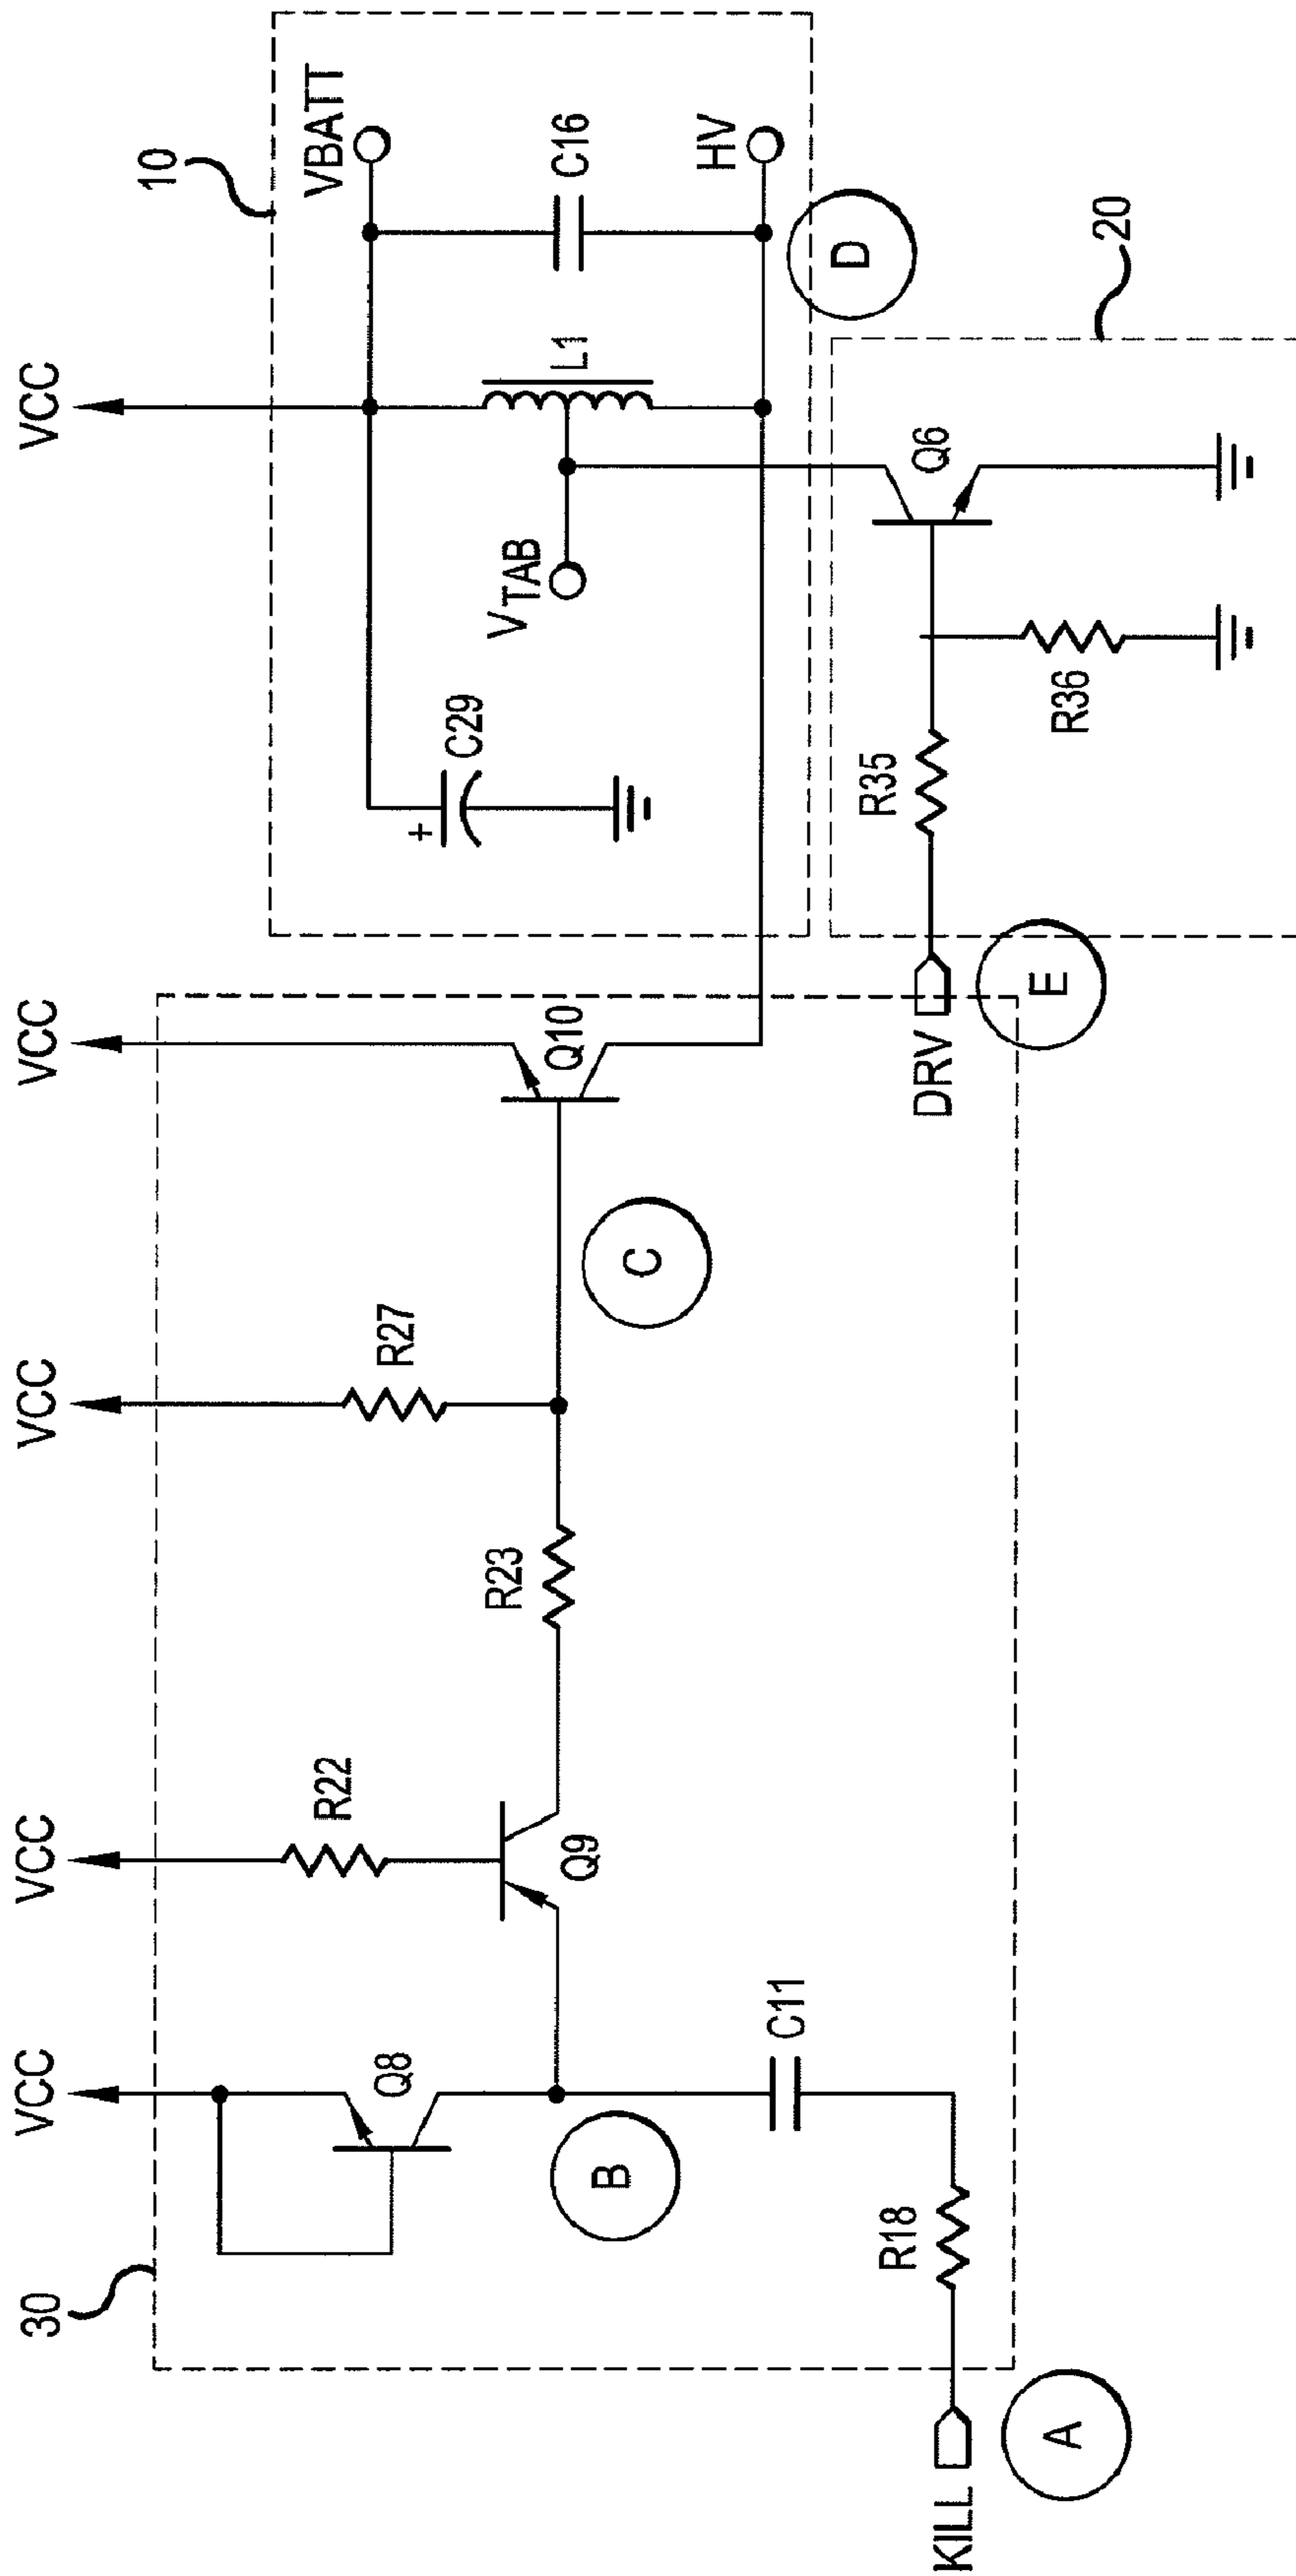 30
VCC
VCC
VCC
VCC
VCC
10
Q8
R22
Q9
R23
R27
Q10
C29
+
VTAB
L1
VBATT
C16
HV
B
C
D
C11
R18
KILL
A
DRV
E
R35
R36
Q6
20